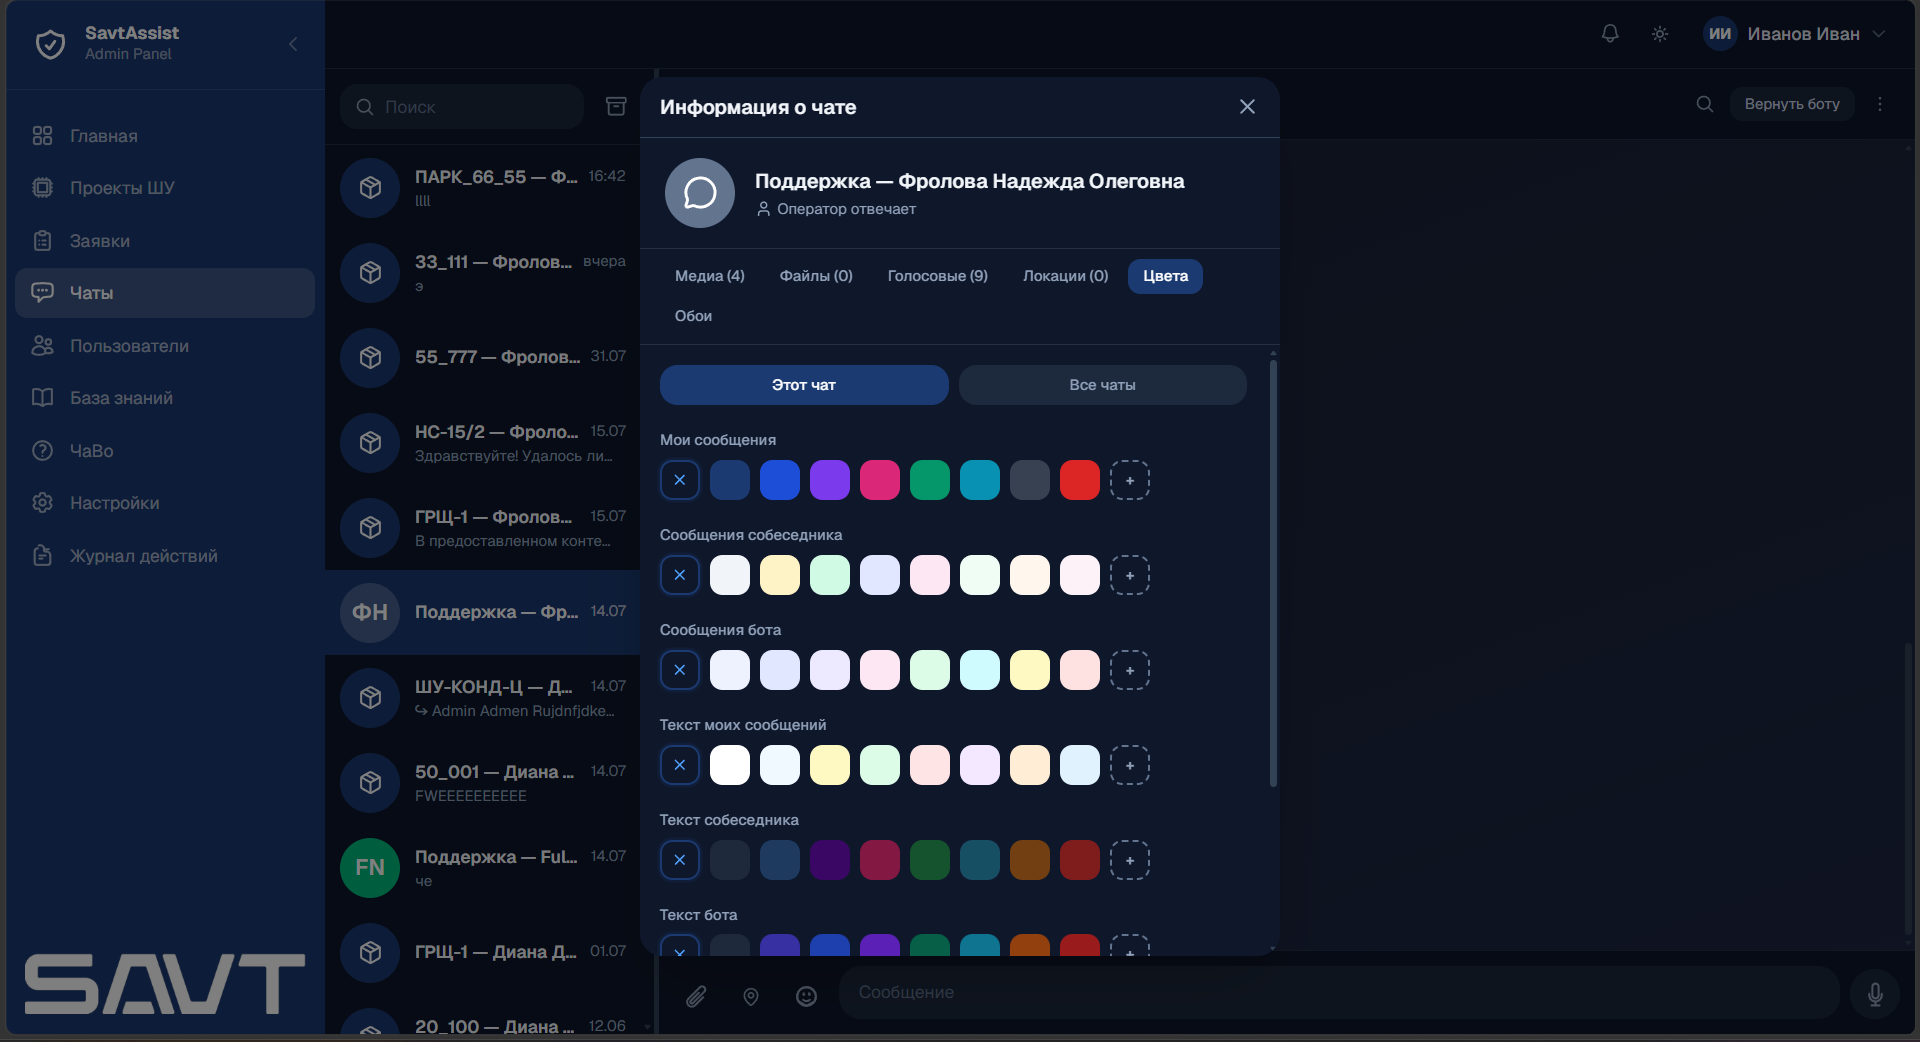 SavtAssist
Admin Panel
Главная
Проекты ШУ
Заявки
Чаты
Пользователи
База знаний
ЧаВо
Настройки
Журнал действий
SAVT
ИИ Иванов Иван
Поиск
Вернуть боту
ПАРК_66_55 — Ф... 16:42
llll
33_111 — Фролов... вчера
э
55_777 — Фролов... 31.07
НС-15/2 — Фроло... 15.07
Здравствуйте! Удалось ли...
ГРЩ-1 — Фролов... 15.07
В предоставленном конте...
ФН Поддержка — Фр... 14.07
ШУ-КОНД-Ц — Д... 14.07
↪ Admin Admen Rujdnfjdke...
50_001 — Диана ... 14.07
FWEEEEEEEEEE
FN Поддержка — Ful... 14.07
че
ГРЩ-1 — Диана Д... 01.07
20_100 — Диана ... 12.06
Информация о чате
Поддержка — Фролова Надежда Олеговна
Оператор отвечает
Медиа (4) Файлы (0) Голосовые (9) Локации (0) Цвета
Обои
Этот чат Все чаты
Мои сообщения
Сообщения собеседника
Сообщения бота
Текст моих сообщений
Текст собеседника
Текст бота
Сообщение